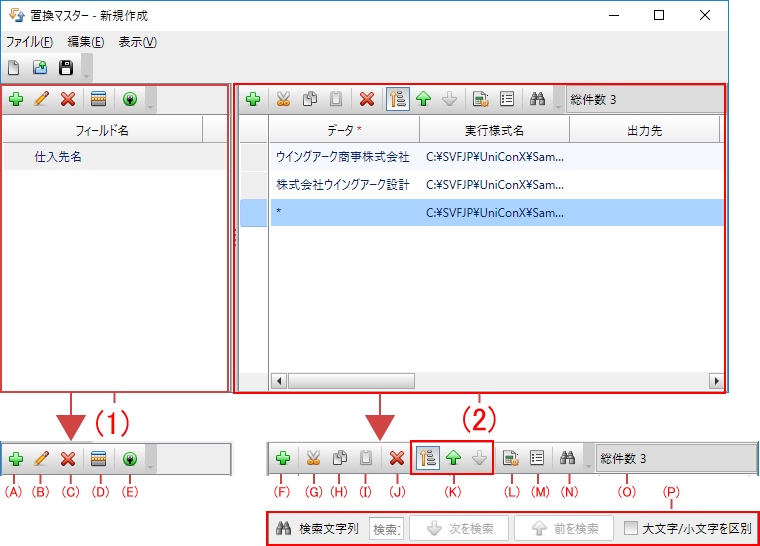 置換マスター - 新規作成
ファイル(F) 編集(E) 表示(V)
総件数 3
フィールド名
データ * 実行様式名 出力先
仕入先名
ウイングアーク商事株式会社 C:¥SVFJP¥UniConX¥Sam...
株式会社ウイングアーク設計 C:¥SVFJP¥UniConX¥Sam...
* C:¥SVFJP¥UniConX¥Sam...
(1) (2)
総件数 3
(A) (B) (C) (D) (E) (F) (G) (H) (I) (J) (K) (L) (M) (N) (O) (P)
検索文字列 検索 次を検索 前を検索 大文字/小文字を区別